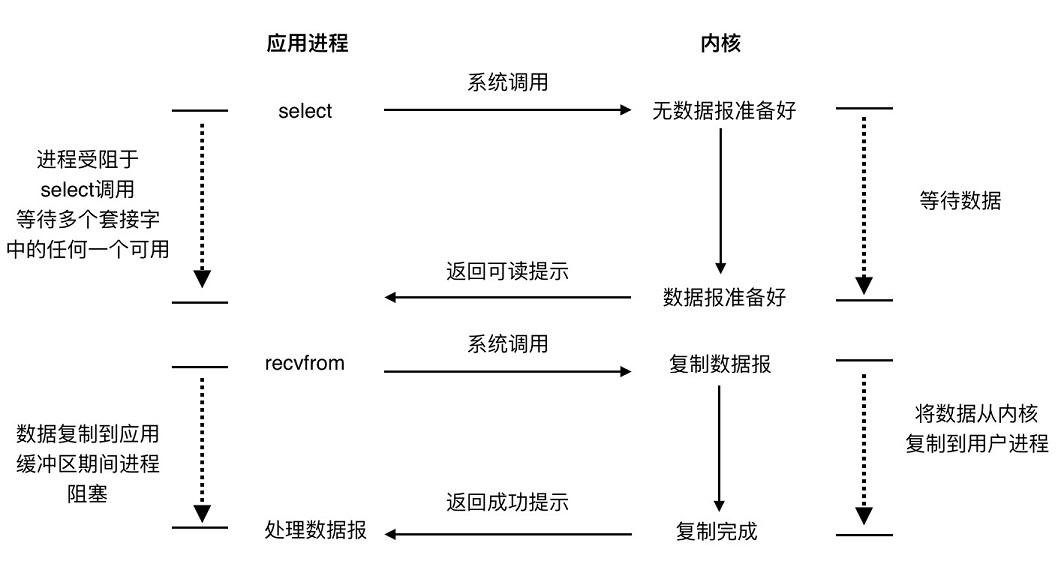 应用进程
内核
系统调用
select
无数据报准备好
进程受阻于
select调用
等待多个套接字
中的任何一个可用
等待数据
返回可读提示
数据报准备好
系统调用
recvfrom
复制数据报
数据复制到应用
缓冲区期间进程
阻塞
将数据从内核
复制到用户进程
返回成功提示
处理数据报
复制完成